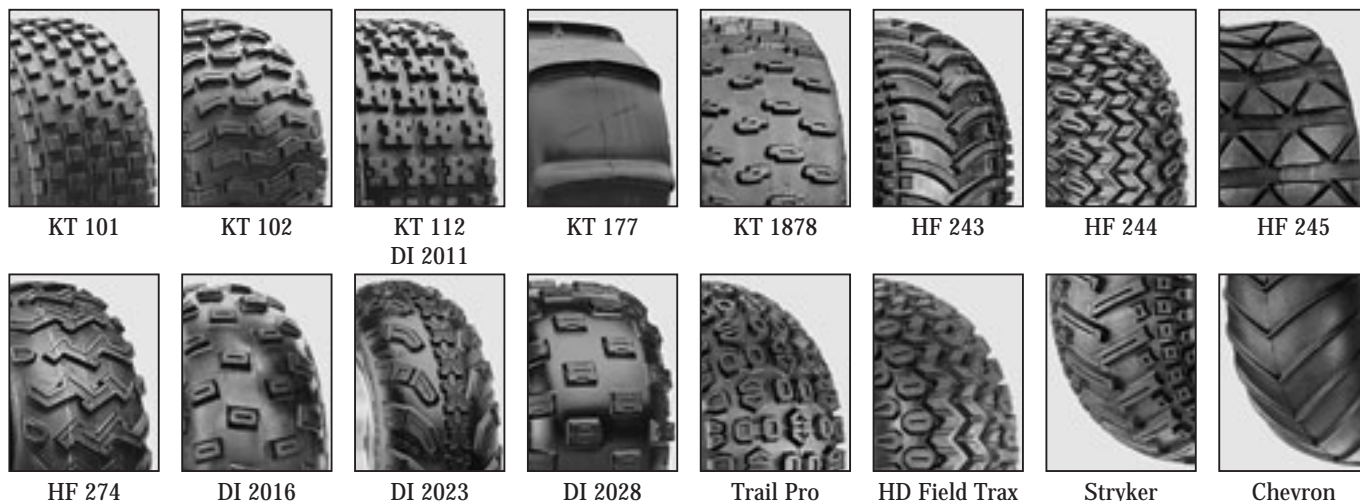 KT 101
KT 102
KT 112
DI 2011
KT 177
KT 1878
HF 243
HF 244
HF 245
HF 274
DI 2016
DI 2023
DI 2028
Trail Pro
HD Field Trax
Stryker
Chevron